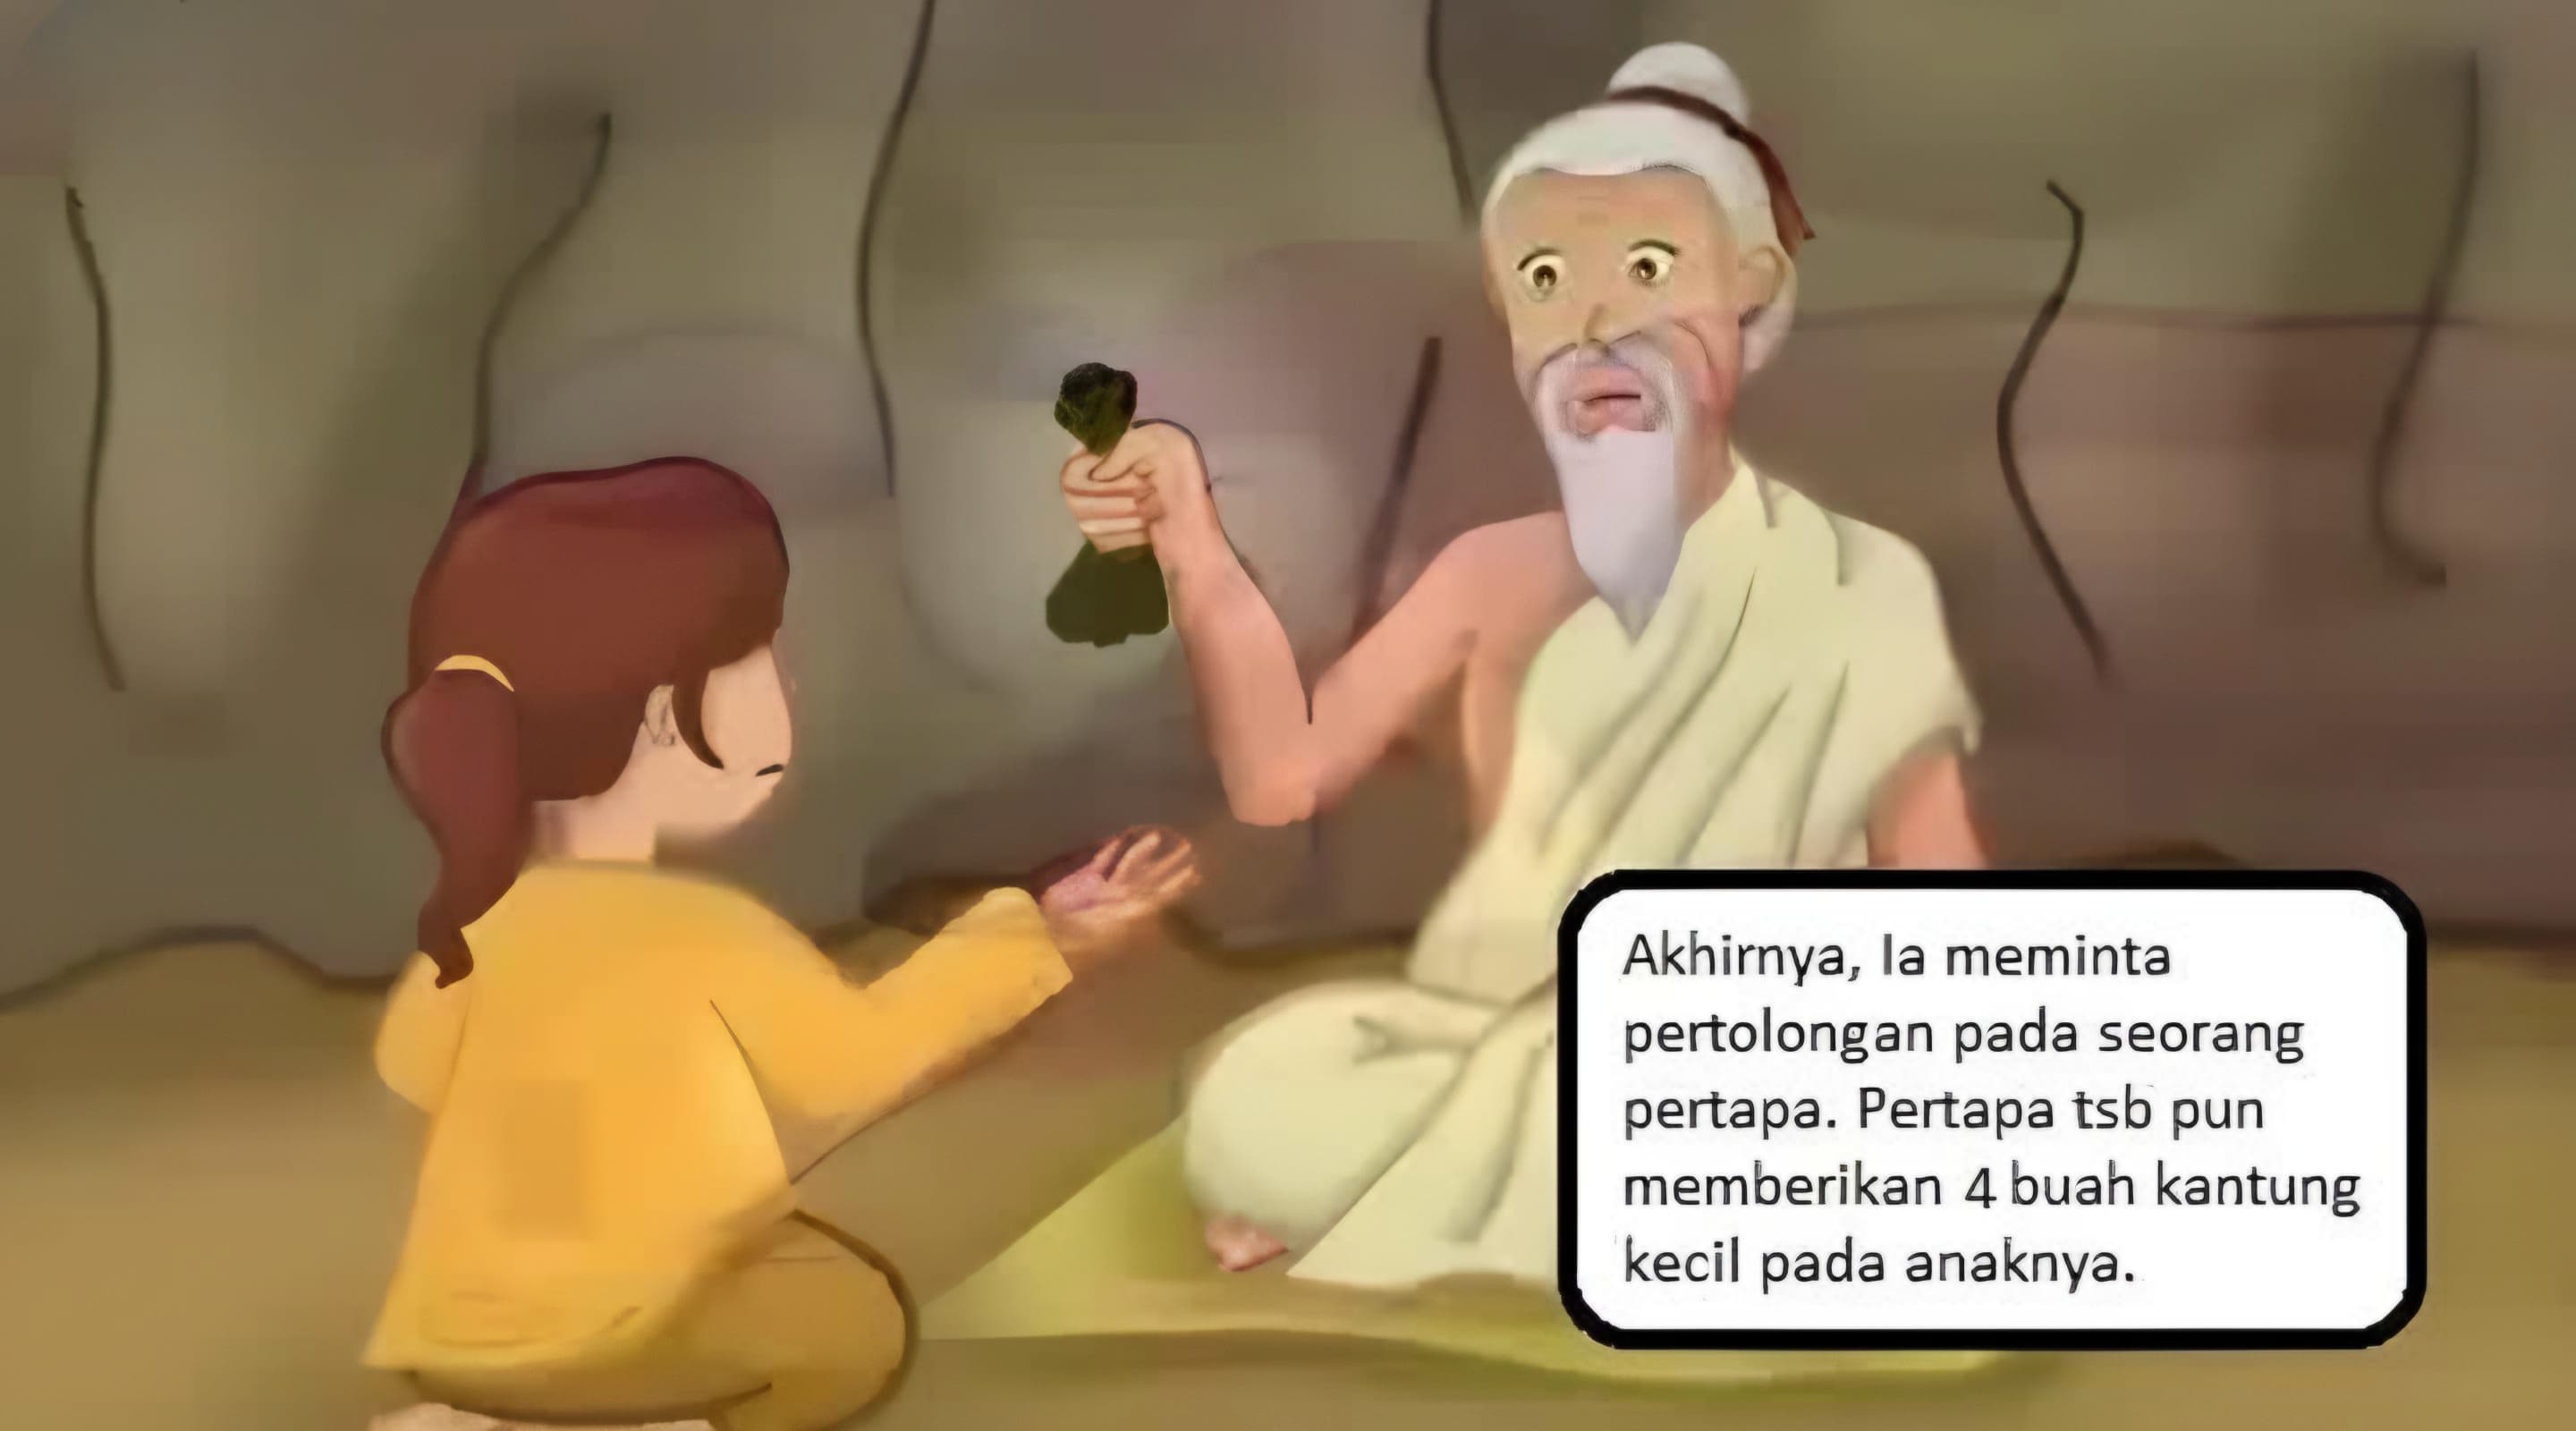 Akhirnya, Ia meminta
pertolongan pada seorang
pertapa. Pertapa tsb pun
memberikan 4 buah kantung
kecil pada anaknya.